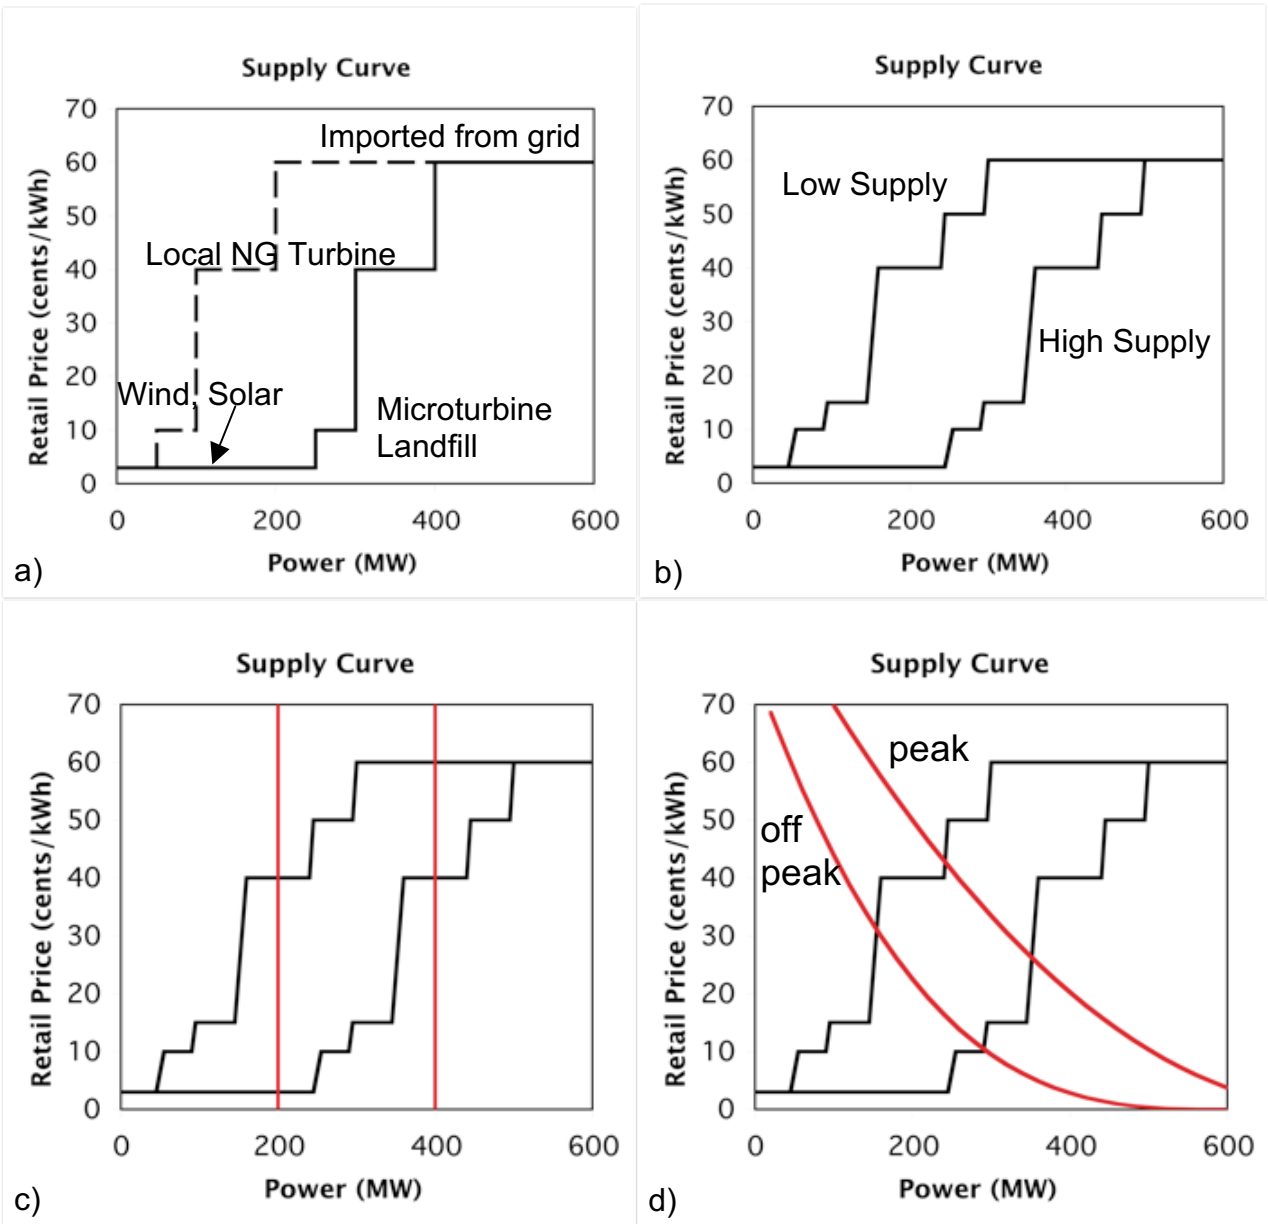 Supply Curve
70
60
50
40
30
20
10
0
Retail Price (cents/kWh)
Imported from grid
Local NG Turbine
Wind, Solar
Microturbine
Landfill
0 200 400 600
Power (MW)
a)
Supply Curve
70
60
50
40
30
20
10
0
Retail Price (cents/kWh)
Low Supply
High Supply
0 200 400 600
Power (MW)
b)
Supply Curve
70
60
50
40
30
20
10
0
Retail Price (cents/kWh)
0 200 400 600
Power (MW)
c)
Supply Curve
70
60
50
40
30
20
10
0
Retail Price (cents/kWh)
peak
off
peak
0 200 400 600
Power (MW)
d)